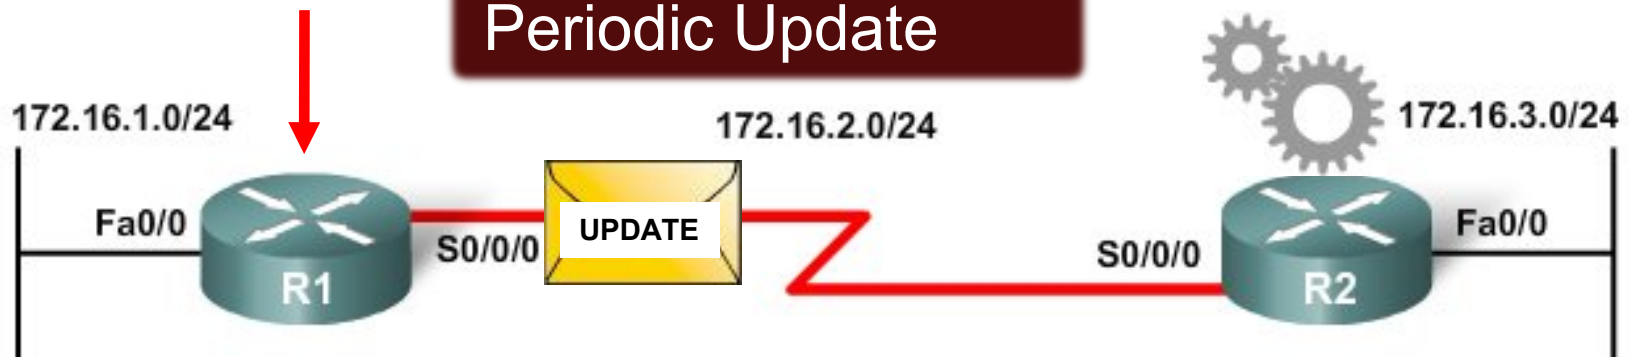 Periodic Update
172.16.1.0/24
172.16.2.0/24
172.16.3.0/24
Fa0/0
R1
S0/0/0
UPDATE
S0/0/0
R2
Fa0/0